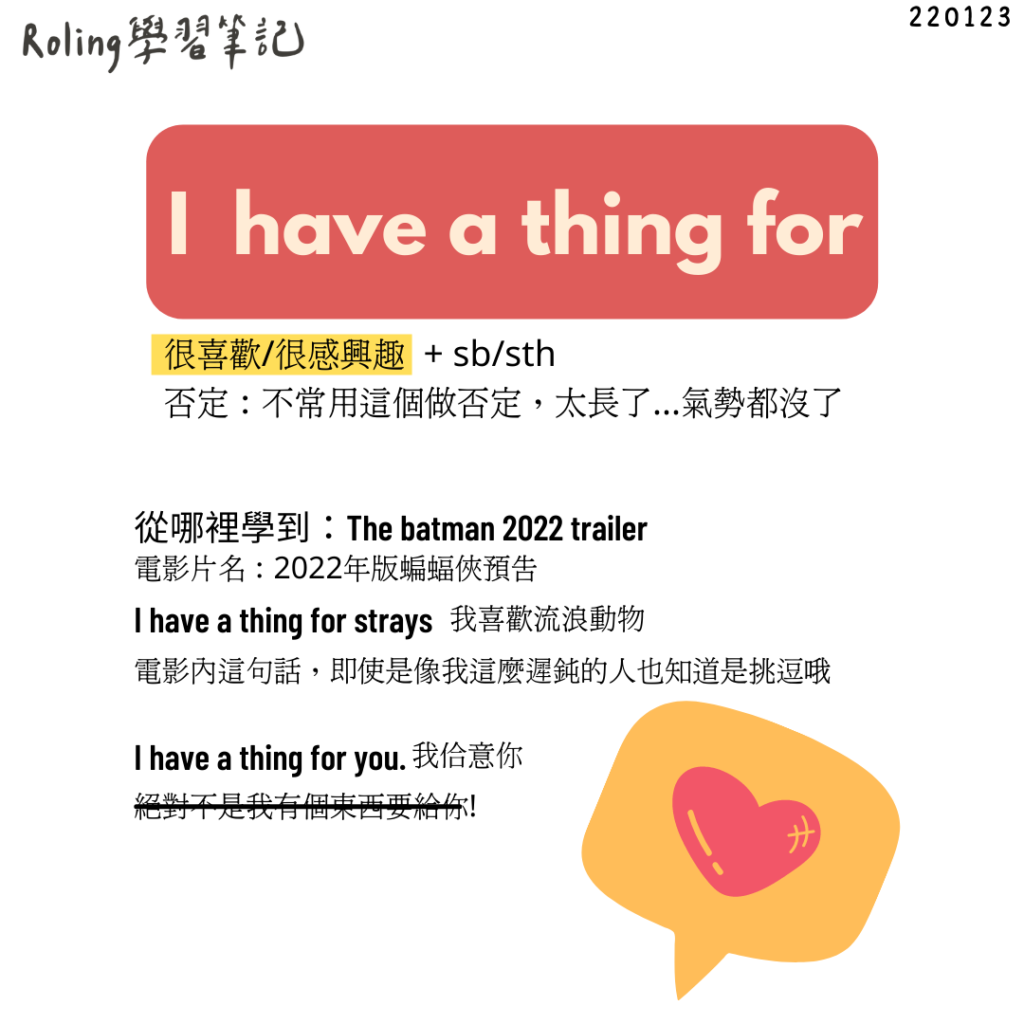 Roling學習筆記
220123
I have a thing for
很喜歡/很感興趣 + sb/sth
否定：不常用這個做否定，太長了...氣勢都沒了
從哪裡學到：The batman 2022 trailer
電影片名：2022年版蝙蝠俠預告
I have a thing for strays 我喜歡流浪動物
電影內這句話，即使是像我這麼遲鈍的人也知道是挑逗哦
I have a thing for you. 我佮意你
絕對不是我有個東西要給你!